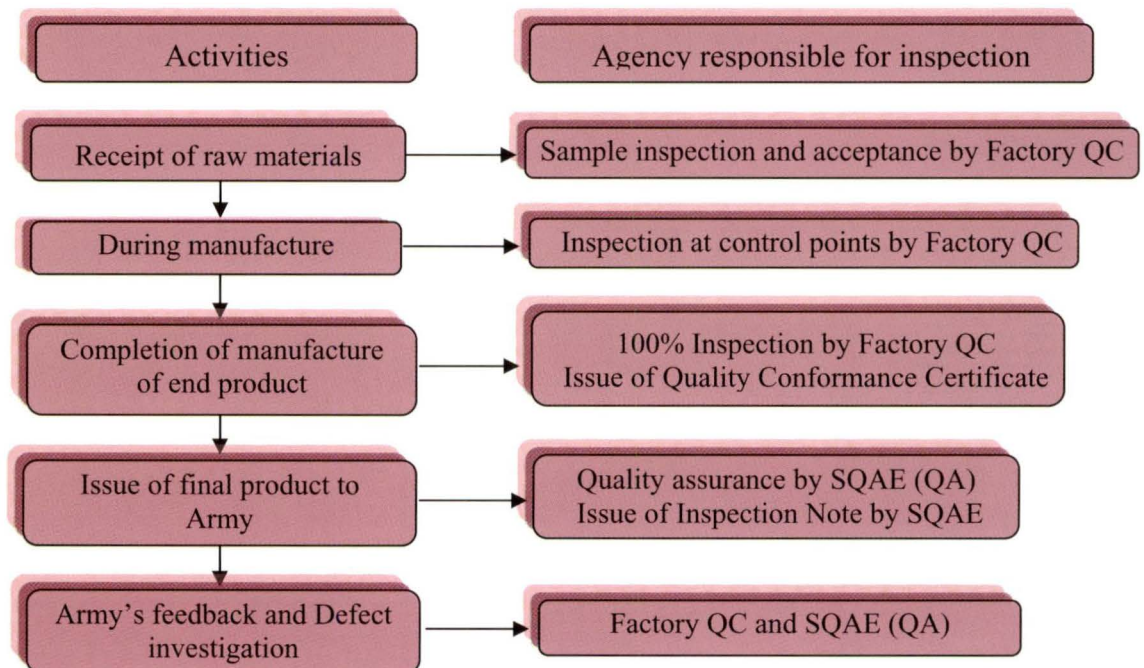 Activities
Agency responsible for inspection
Receipt of raw materials
Sample inspection and acceptance by Factory QC
During manufacture
Inspection at control points by Factory QC
Completion of manufacture
of end product
100% Inspection by Factory QC
Issue of Quality Conformance Certificate
Issue of final product to
Army
Quality assurance by SQAE (QA)
Issue of Inspection Note by SQAE
Army’s feedback and Defect
investigation
Factory QC and SQAE (QA)